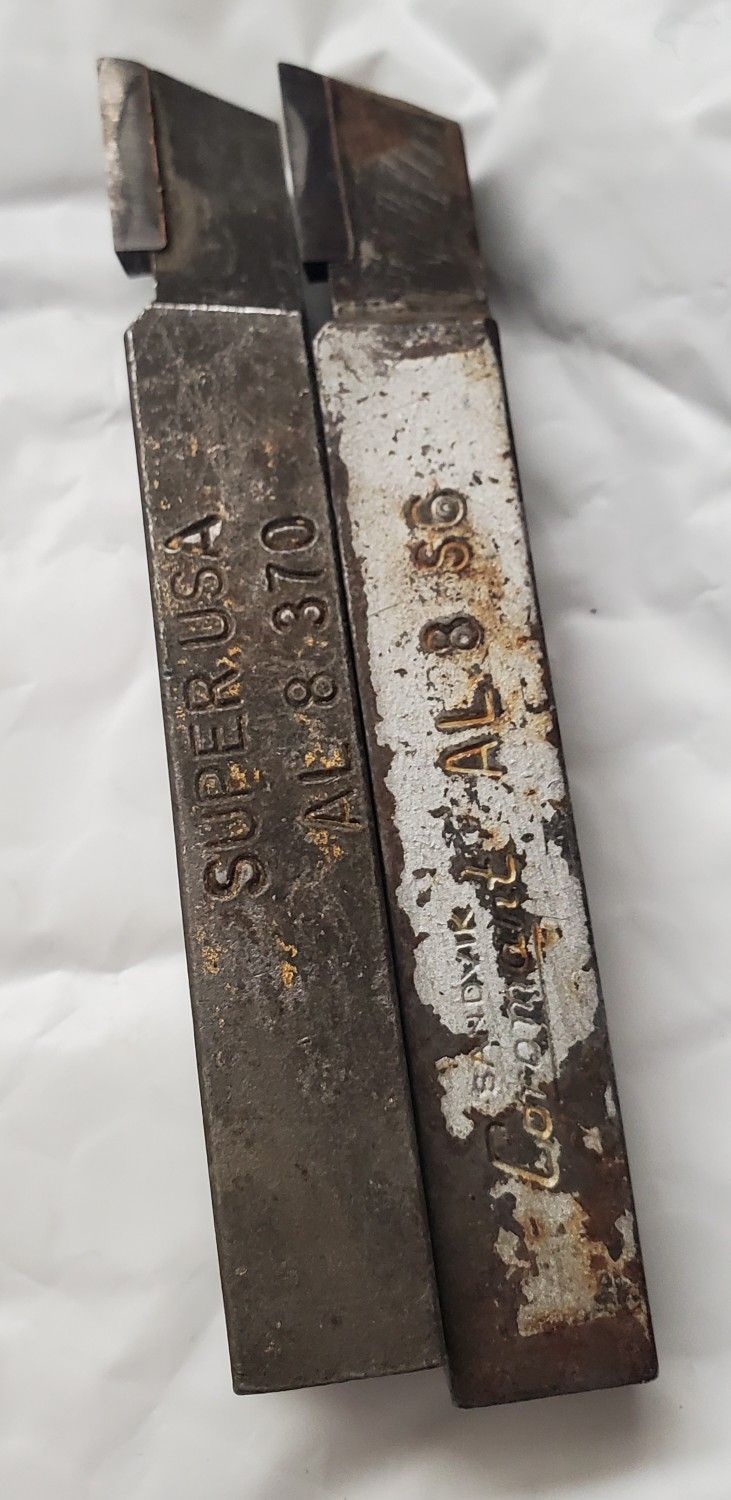 SUPER USA
AL 8 370
SANDVIK
Coromant
AL 8 S6